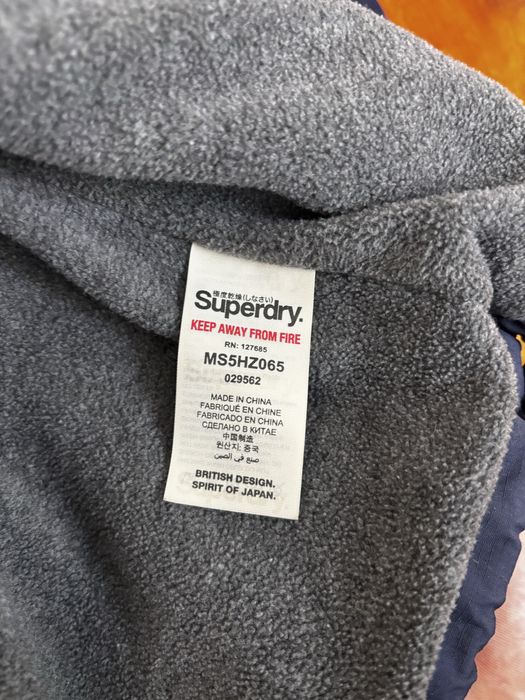 極度乾燥(しなさい)
Superdry.
KEEP AWAY FROM FIRE
RN: 127685
MS5HZ065
029562
MADE IN CHINA
FABRIQUÉ EN CHINE
FABRICADO EN CHINA
СДЕЛАНО В КИТАЕ
中国制造
원산지: 중국
صنع في الصين
BRITISH DESIGN.
SPIRIT OF JAPAN.